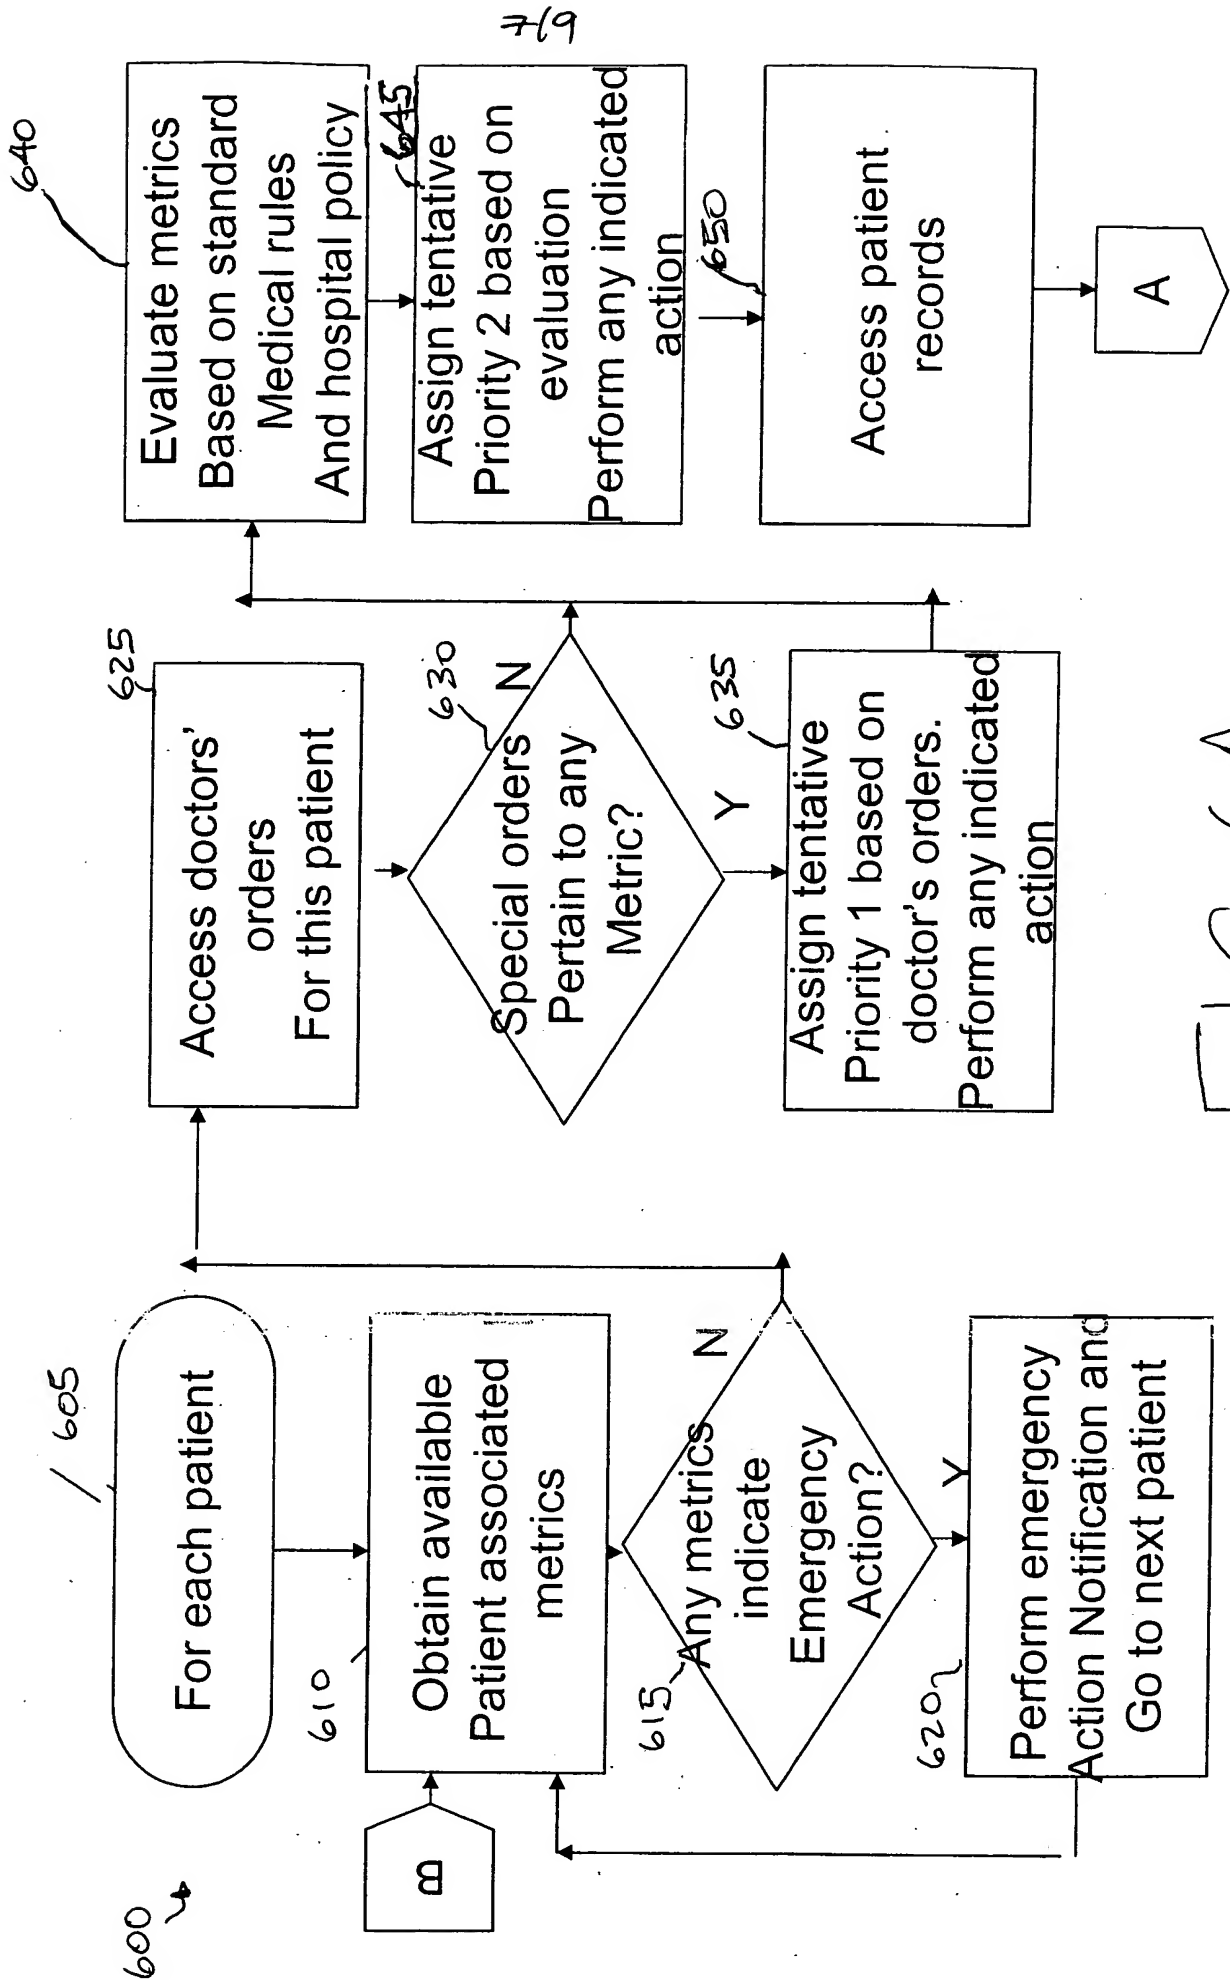 7/9
600
605
For each patient
B
610
Obtain available
Patient associated
metrics
615
Any metrics
indicate
Emergency
Action?
N
Y
620
Perform emergency
Action Notification and
Go to next patient
625
Access doctors'
orders
For this patient
630
Special orders
Pertain to any
Metric?
N
Y
635
Assign tentative
Priority 1 based on
doctor's orders.
Perform any indicated
action
640
Evaluate metrics
Based on standard
Medical rules
And hospital policy
645
Assign tentative
Priority 2 based on
evaluation
Perform any indicated
action
650
Access patient
records
A